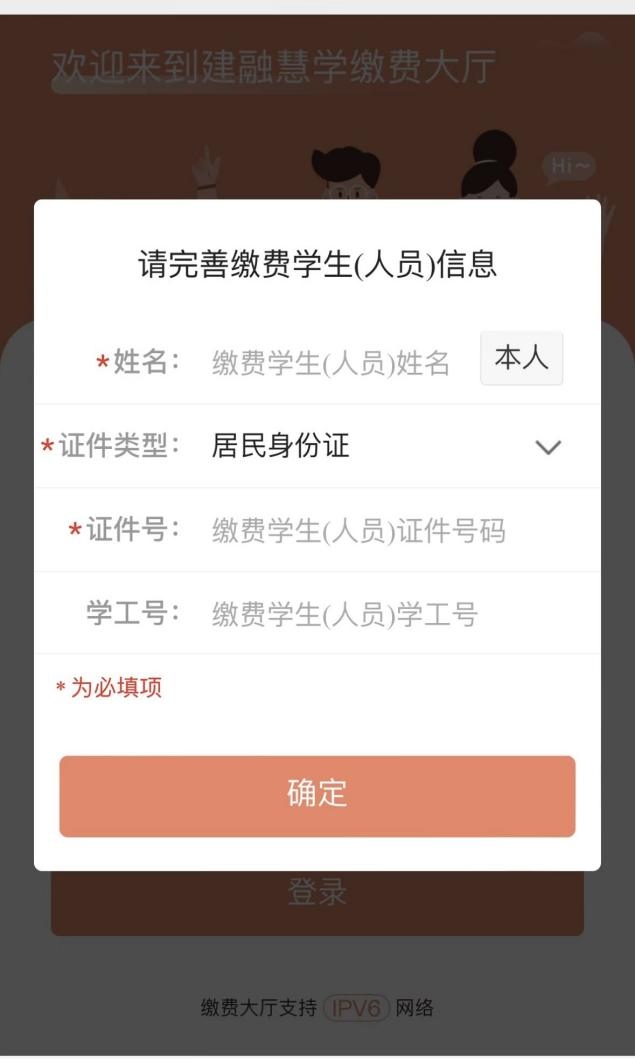 欢迎来到建融慧学缴费大厅
Hi~
请完善缴费学生(人员)信息
*姓名： 缴费学生(人员)姓名 本人
*证件类型： 居民身份证
*证件号： 缴费学生(人员)证件号码
学工号： 缴费学生(人员)学工号
*为必填项
确定
登录
缴费大厅支持 IPV6 网络